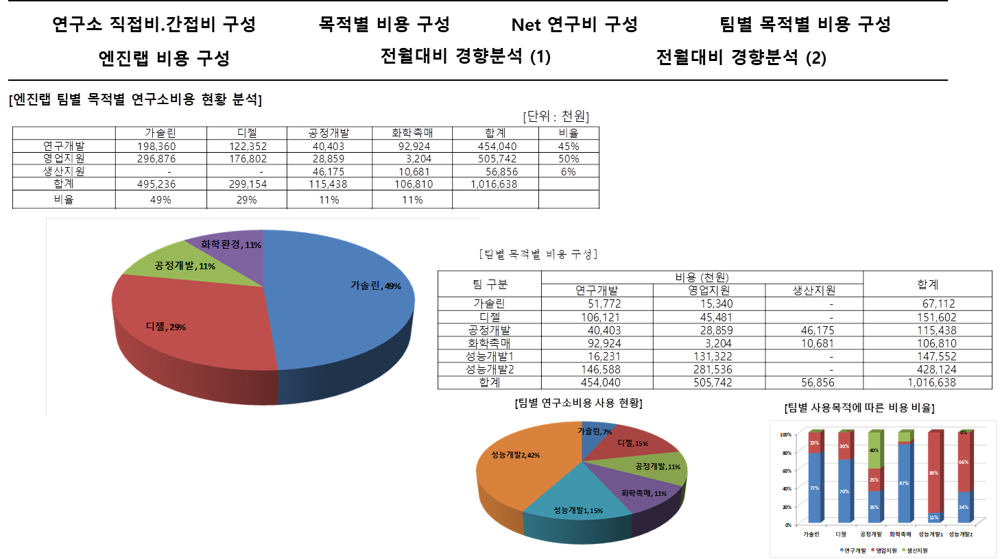 연구소 직접비.간접비 구성 목적별 비용 구성 Net 연구비 구성 팀별 목적별 비용 구성
엔진랩 비용 구성 전월대비 경향분석 (1) 전월대비 경향분석 (2)
[엔진랩 팀별 목적별 연구소비용 현황 분석]
[단위 : 천원]
가솔린 디젤 공정개발 화학촉매 합계 비율
연구개발 198,360 122,352 40,403 92,924 454,040 45%
영업지원 296,876 176,802 28,859 3,204 505,742 50%
생산지원 - - 46,175 10,681 56,856 6%
합계 495,236 299,154 115,438 106,810 1,016,638
비율 49% 29% 11% 11%
화학환경, 11%
공정개발, 11%
가솔린, 49%
디젤, 29%
[팀별 목적별 비용 구성]
팀 구분 비용 (천원) 합계
연구개발 영업지원 생산지원
가솔린 51,772 15,340 - 67,112
디젤 106,121 45,481 - 151,602
공정개발 40,403 28,859 46,175 115,438
화학촉매 92,924 3,204 10,681 106,810
성능개발1 16,231 131,322 - 147,552
성능개발2 146,588 281,536 - 428,124
합계 454,040 505,742 56,856 1,016,638
[팀별 연구소비용 사용 현황]
가솔린, 7%
디젤, 15%
성능개발2, 42%
공정개발, 11%
화학촉매, 11%
성능개발1, 15%
[팀별 사용목적에 따른 비용 비율]
100%
80%
60%
40%
20%
0%
23% 30% 40% 0%
25% 89% 66%
77% 70% 35% 87% 11% 34%
가솔린 디젤 공정개발 화학촉매 성능개발1 성능개발2
연구개발 영업지원 생산지원